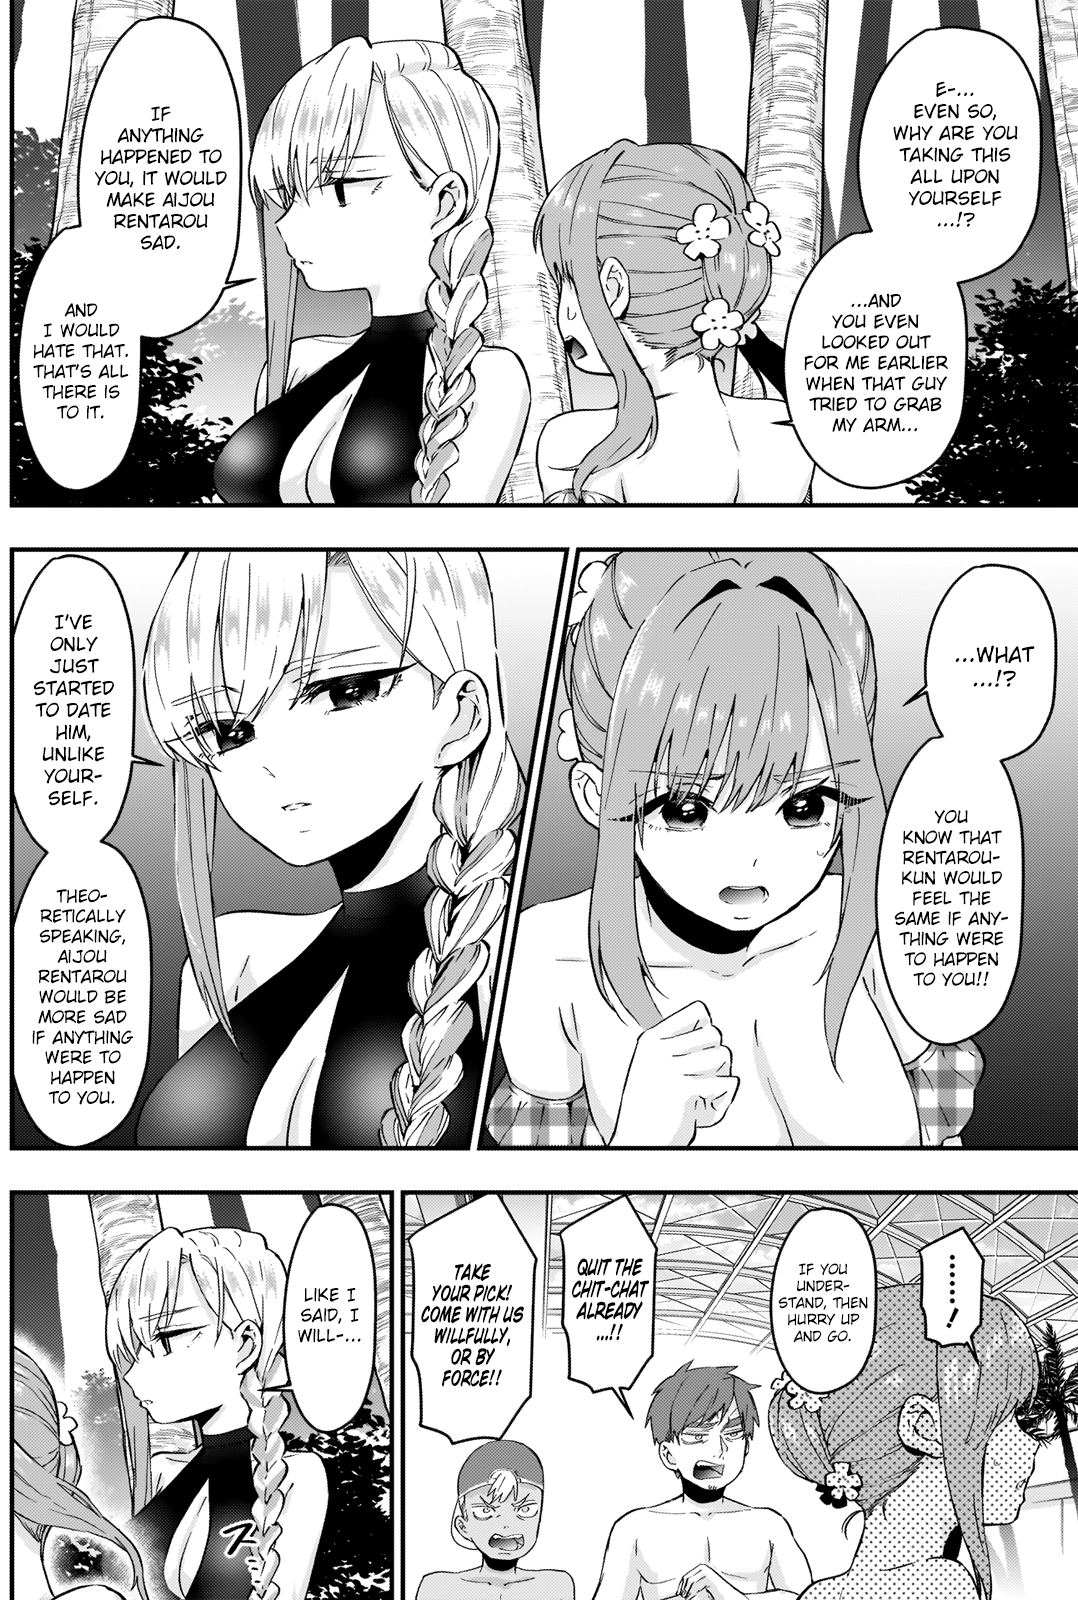 E-...
EVEN SO,
WHY ARE YOU
TAKING THIS
ALL UPON
YOURSELF
...!?
...AND
YOU EVEN
LOOKED OUT
FOR ME EARLIER
WHEN THAT GUY
TRIED TO GRAB
MY ARM...
IF
ANYTHING
HAPPENED TO
YOU, IT WOULD
MAKE AIJOU
RENTAROU
SAD.
AND
I WOULD
HATE THAT.
THAT'S ALL
THERE IS
TO IT.
...WHAT
...!?
YOU
KNOW THAT
RENTAROU-
KUN WOULD
FEEL THE
SAME IF ANY-
THING WERE
TO HAPPEN
TO YOU!!
I'VE
ONLY
JUST
STARTED
TO DATE
HIM,
UNLIKE
YOUR-
SELF.
THEO-
RETICALLY
SPEAKING,
AIJOU
RENTAROU
WOULD BE
MORE SAD
IF ANYTHING
WERE TO
HAPPEN
TO YOU.
......!
IF YOU
UNDER-
STAND, THEN
HURRY UP
AND GO.
QUIT THE
CHIT-CHAT
ALREADY
...!!
TAKE
YOUR PICK!
COME WITH US
WILLFULLY,
OR BY
FORCE!!
LIKE I
SAID, I
WILL-...
ズ